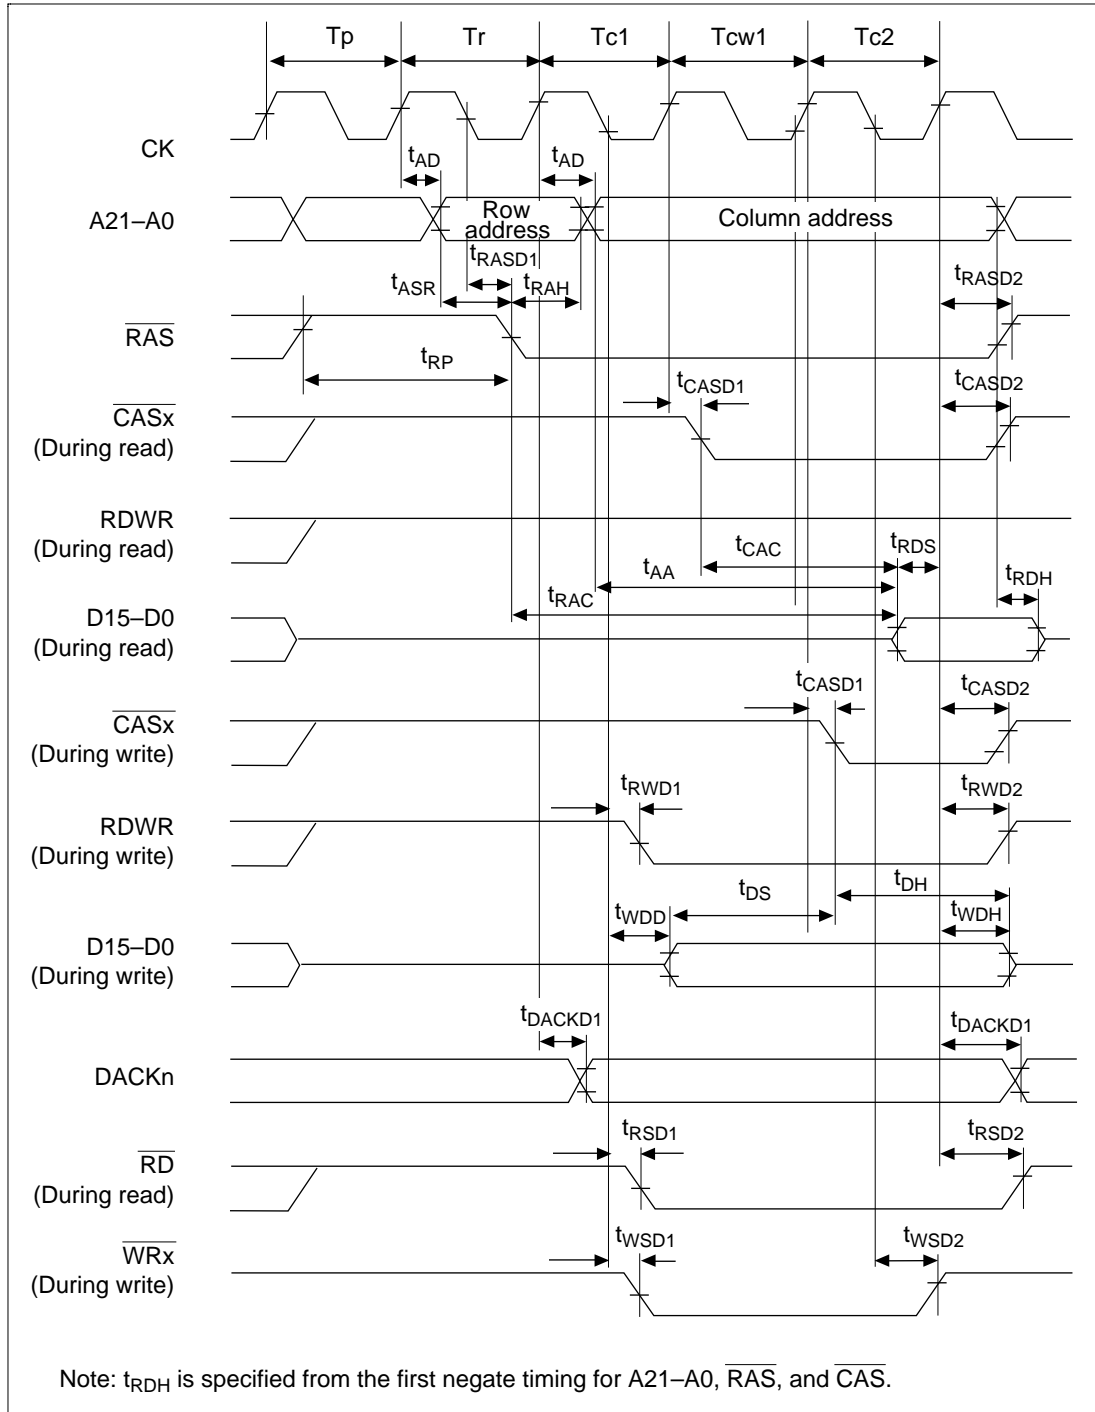 Tp Tr Tc1 Tcw1 Tc2
CK
tAD tAD
A21–A0
Row address
Column address
tRASD1
tASR tRAH tRASD2
RAS
tRP
tCASD1 tCASD2
CASx
(During read)
RDWR
(During read)
tCAC tRDS
tAA tRDH
tRAC
D15–D0
(During read)
tCASD1 tCASD2
CASx
(During write)
tRWD1 tRWD2
RDWR
(During write)
tDS tDH
tWDD tWDH
D15–D0
(During write)
tDACKD1 tDACKD1
DACKn
tRSD1 tRSD2
RD
(During read)
tWSD1 tWSD2
WRx
(During write)
Note: tRDH is specified from the first negate timing for A21–A0, RAS, and CAS.